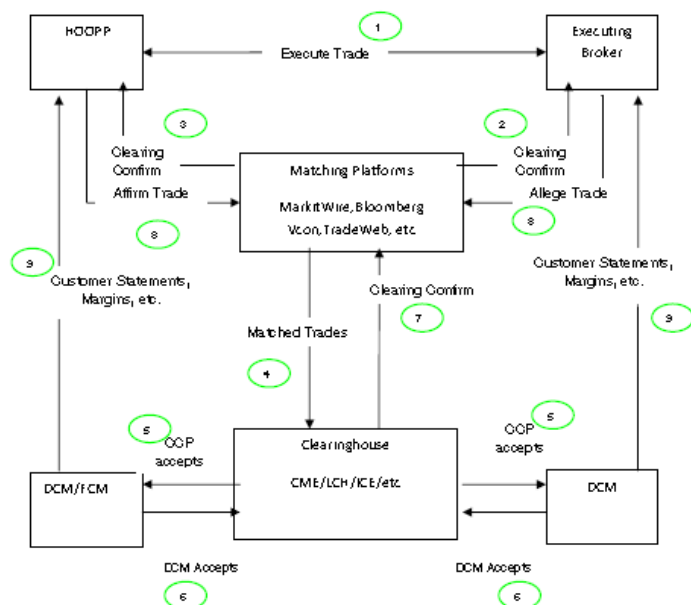 HOOPP
1
Executing
Broker
Execute Trade
3
2
Clearing
Confirm
Matching Platforms
Clearing
Confirm
Affirm Trade
MarkitWire, Bloomberg
Vcon, TradeWeb, etc
Allege Trade
8
8
9
Customer Statements,
Margins, etc.
Clearing Confirm
Customer Statements,
Margins, etc.
7
9
Matched Trades
4
5
CCP
accepts
Clearinghouse
5
CCP
accepts
DCM/FCM
CME/LCH/ICE/etc
DCM
DCM Accepts
DCM Accepts
6
6